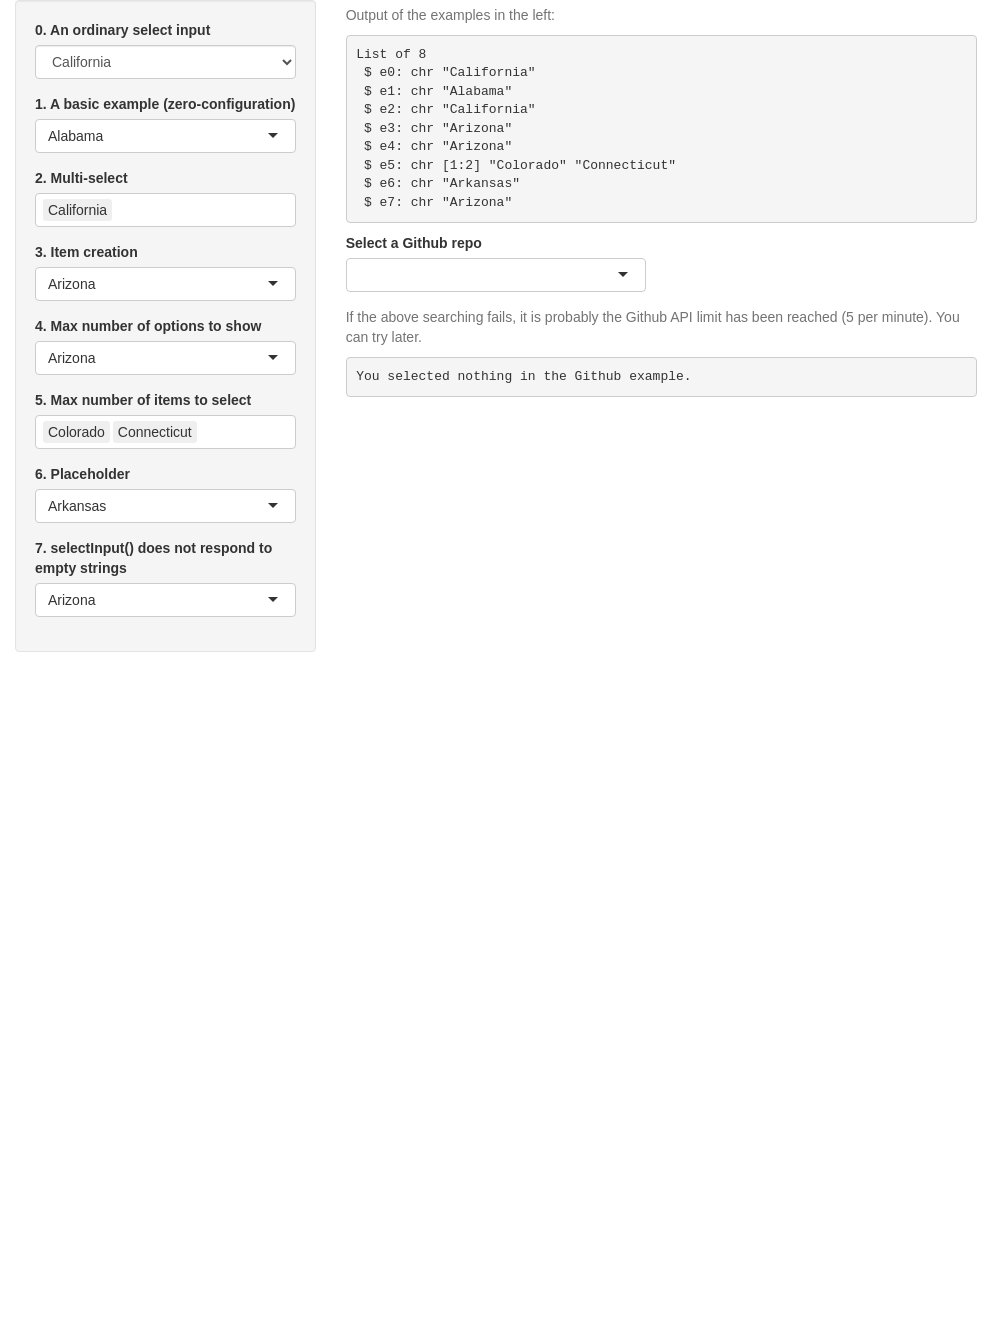 0. An ordinary select input
California
1. A basic example (zero-configuration)
Alabama
2. Multi-select
California
3. Item creation
Arizona
4. Max number of options to show
Arizona
5. Max number of items to select
Colorado Connecticut
6. Placeholder
Arkansas
7. selectInput() does not respond to
empty strings
Arizona
Output of the examples in the left:
List of 8
 $ e0: chr "California"
 $ e1: chr "Alabama"
 $ e2: chr "California"
 $ e3: chr "Arizona"
 $ e4: chr "Arizona"
 $ e5: chr [1:2] "Colorado" "Connecticut"
 $ e6: chr "Arkansas"
 $ e7: chr "Arizona"
Select a Github repo
If the above searching fails, it is probably the Github API limit has been reached (5 per minute). You
can try later.
You selected nothing in the Github example.